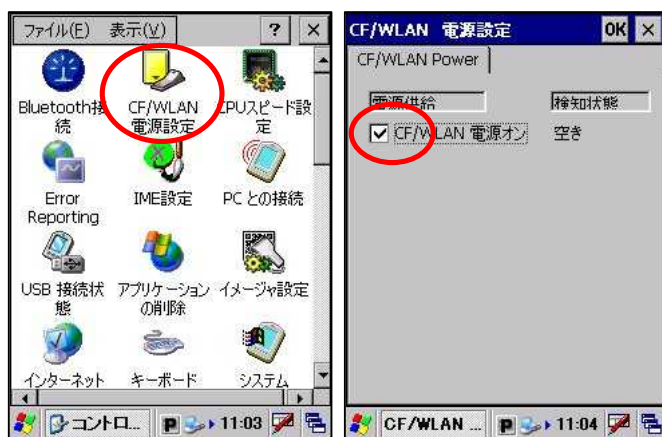 ファイル(F) 表示(V) ? ×
Bluetooth接
続
CF/WLAN
電源設定
CPUスピード設
定
Error
Reporting
IME設定
PC との接続
USB 接続状
態
アプリケーション
の削除
イメージャ設定
インターネット
キーボード
システム
コントロ... P 11:03
CF/WLAN 電源設定 OK ×
CF/WLAN Power
電源供給 検知状態
CF/WLAN 電源オン 空き
CF/WLAN ... P 11:04